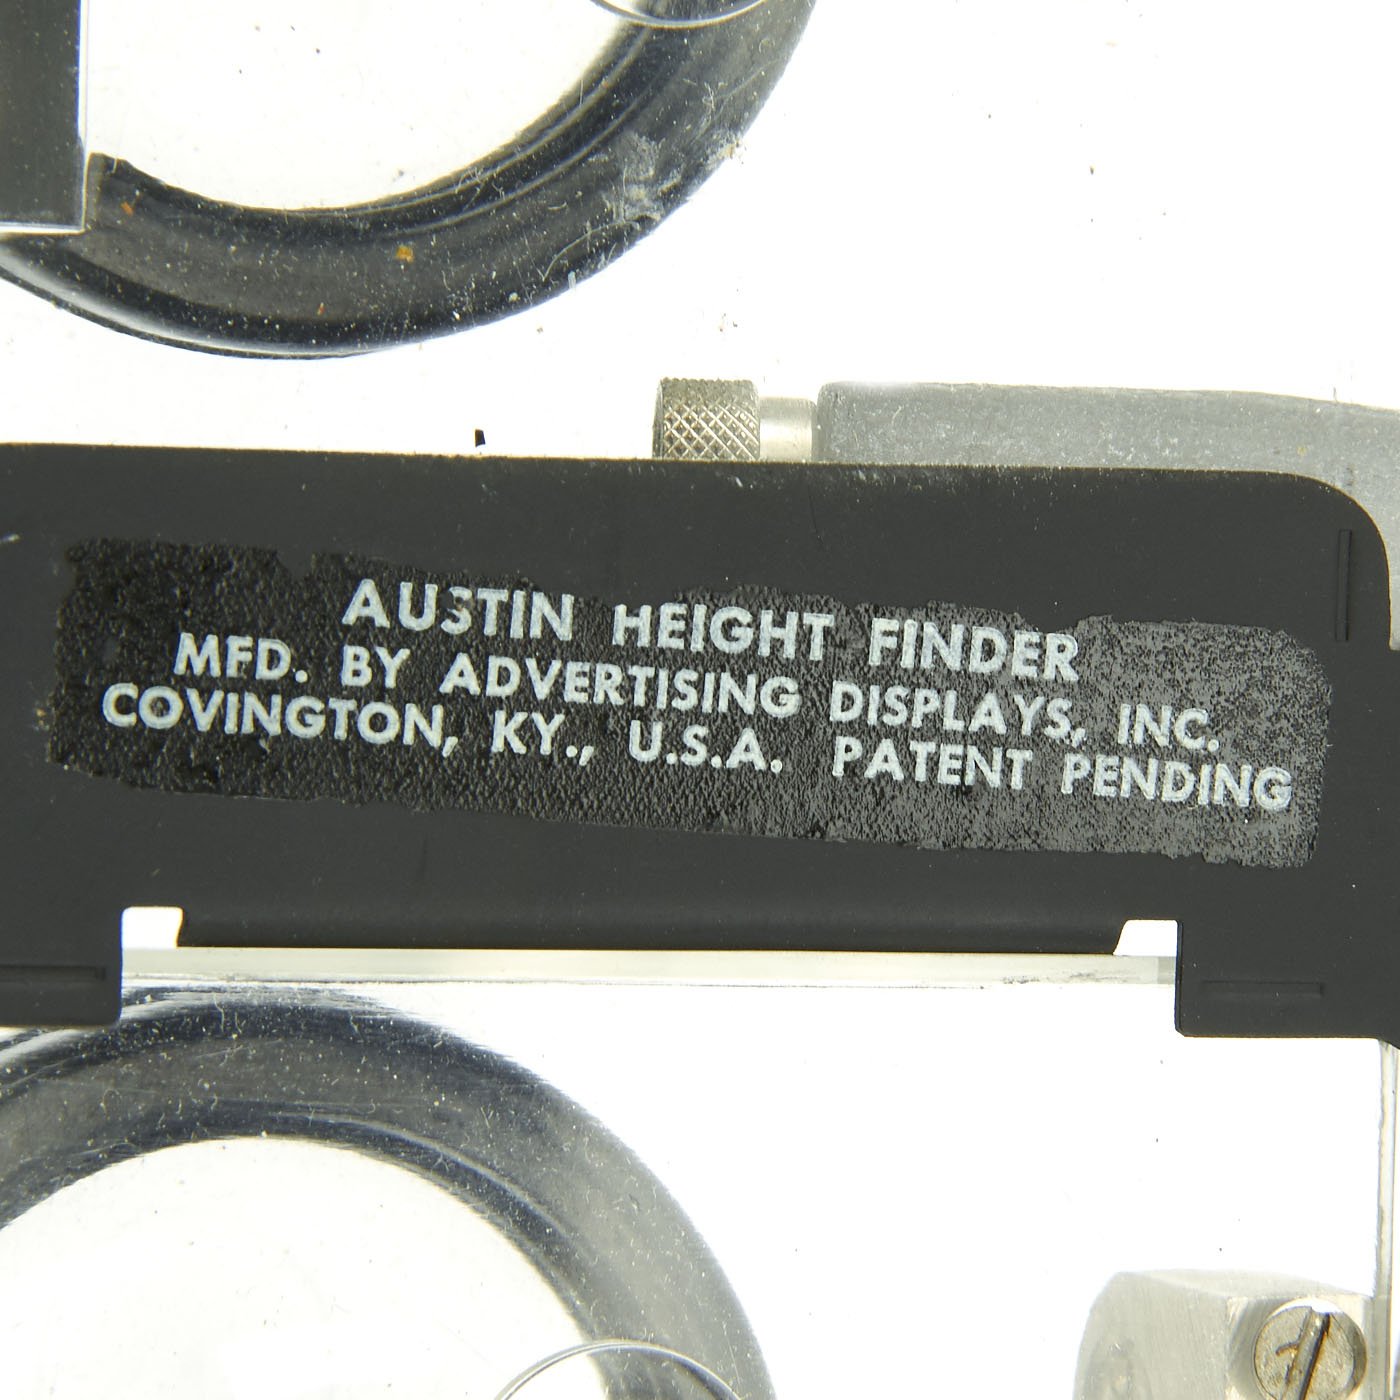 AUSTIN HEIGHT FINDER
MFD. BY ADVERTISING DISPLAYS, INC.
COVINGTON, KY., U.S.A. PATENT PENDING